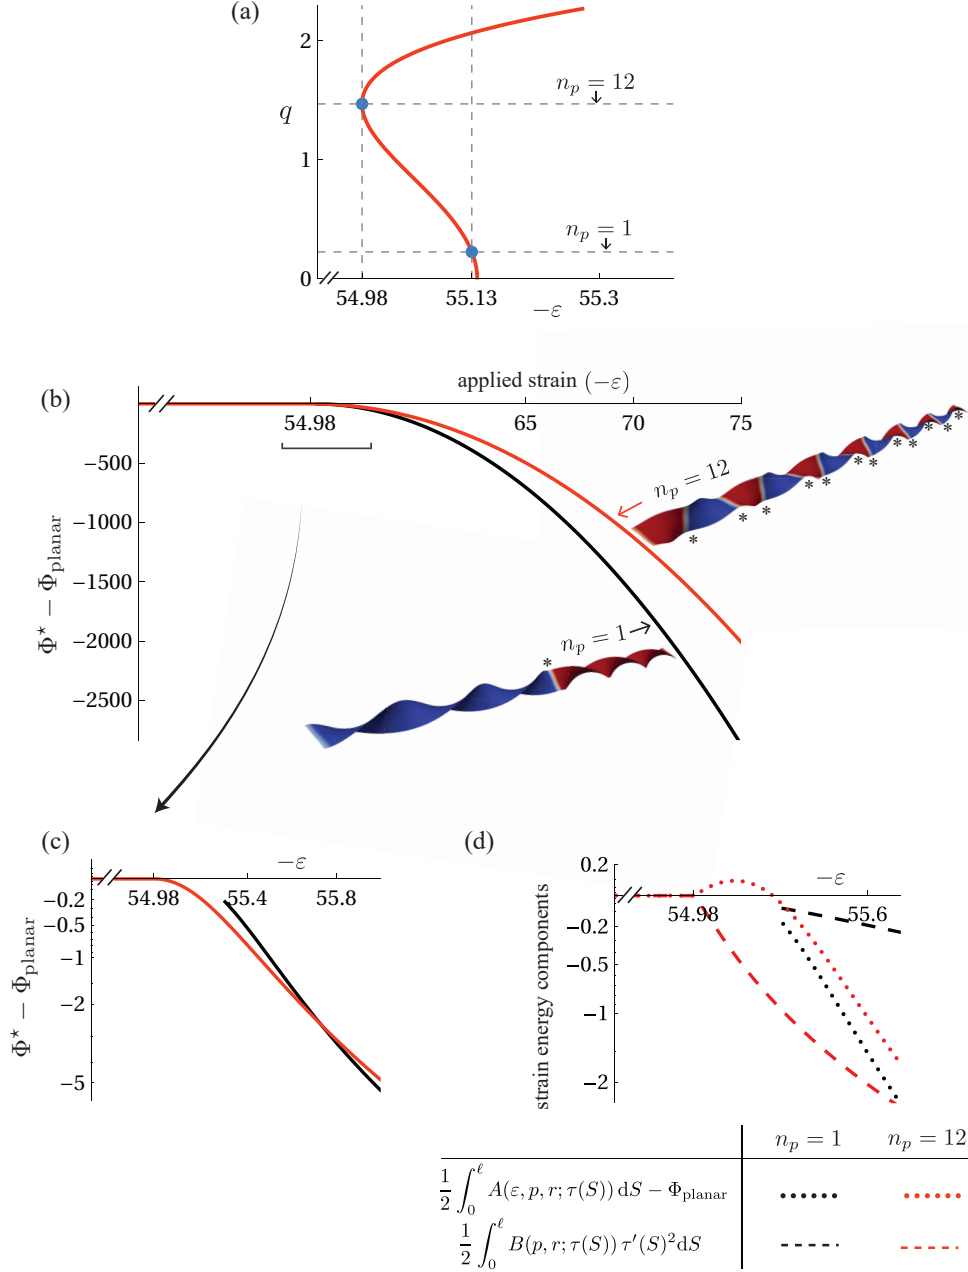 (a)
2
1
0
q
n_p = 12
n_p = 1
54.98
55.13
55.3
−ε
(b)
applied strain (−ε)
54.98
65
70
75
−500
−1000
−1500
−2000
−2500
Φ* − Φ_planar
n_p = 12
* * * * * * * * * * * *
n_p = 1
*
(c)
−ε
54.98
55.4
55.8
−0.2
−0.5
−1
−2
−5
Φ* − Φ_planar
(d)
0.2
−ε
54.98
55.6
−0.2
−0.5
−1
−2
strain energy components
n_p = 1 n_p = 12
1/2 ∫_0^ℓ A(ε, p, r; τ(S)) dS − Φ_planar
1/2 ∫_0^ℓ B(p, r; τ(S)) τ′(S)² dS